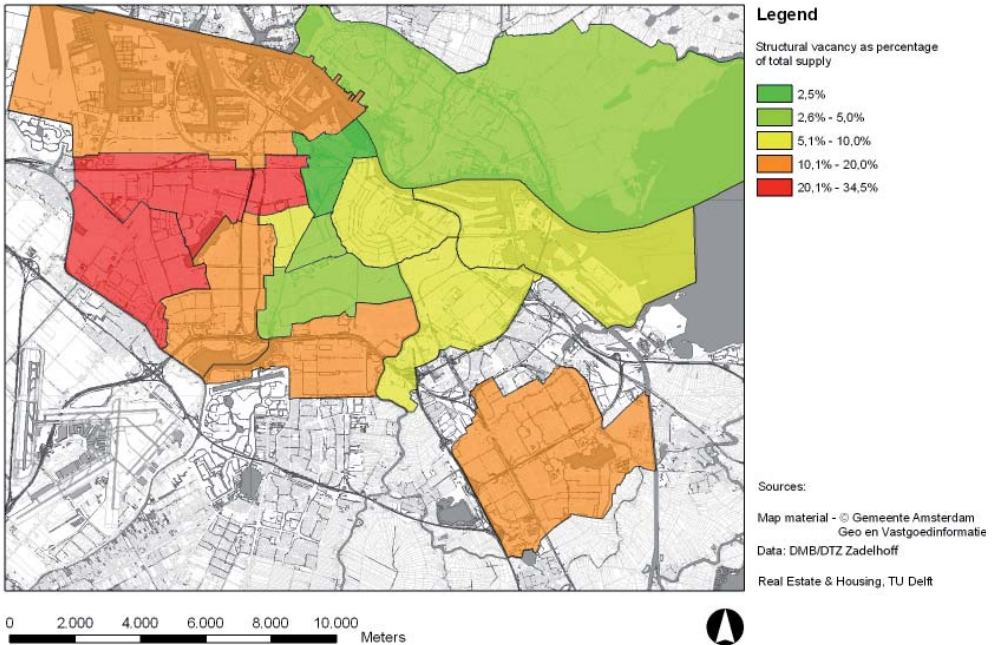 Legend
Structural vacancy as percentage
of total supply
2,5%
2,6% - 5,0%
5,1% - 10,0%
10,1% - 20,0%
20,1% - 34,5%
Sources:
Map material - © Gemeente Amsterdam
Geo en Vastgoedinformatie
Data: DMB/DTZ Zadelhoff
Real Estate & Housing, TU Delft
0 2.000 4.000 6.000 8.000 10.000
Meters